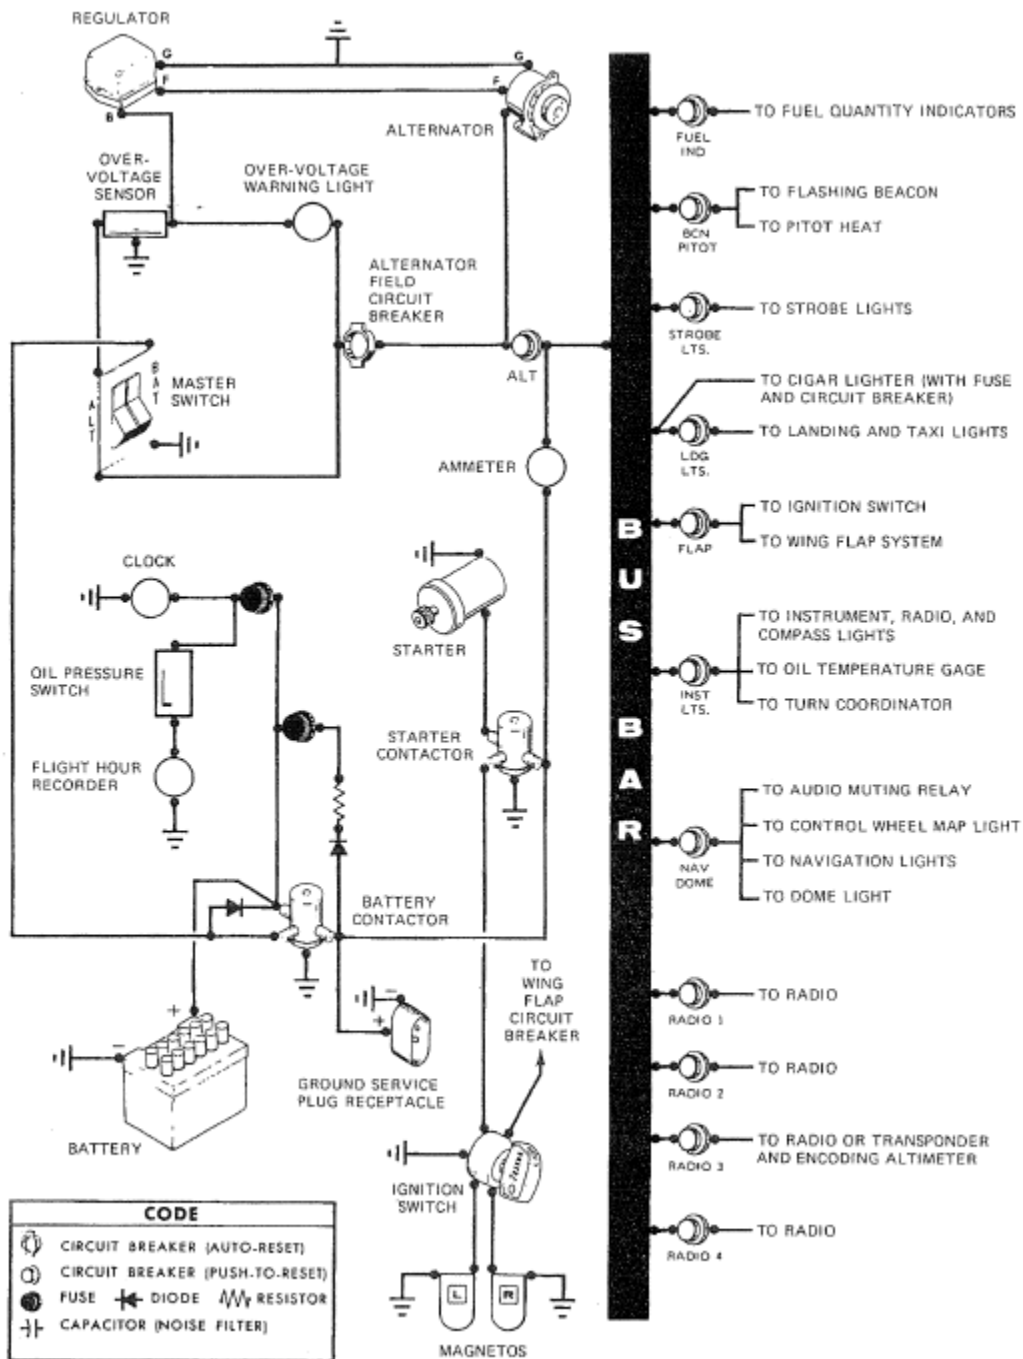 REGULATOR
G
F
B
G
F
ALTERNATOR
OVER-
VOLTAGE
SENSOR
OVER-VOLTAGE
WARNING LIGHT
ALTERNATOR
FIELD
CIRCUIT
BREAKER
ALT
BAT
ALT
MASTER
SWITCH
AMMETER
CLOCK
OIL PRESSURE
SWITCH
FLIGHT HOUR
RECORDER
STARTER
STARTER
CONTACTOR
BATTERY
CONTACTOR
+
−
BATTERY
−
+
GROUND SERVICE
PLUG RECEPTACLE
TO
WING
FLAP
CIRCUIT
BREAKER
IGNITION
SWITCH
L
R
MAGNETOS
BUS BAR
FUEL
IND
TO FUEL QUANTITY INDICATORS
BCN
PITOT
TO FLASHING BEACON
TO PITOT HEAT
STROBE
LTS.
TO STROBE LIGHTS
TO CIGAR LIGHTER (WITH FUSE
AND CIRCUIT BREAKER)
LDG
LTS.
TO LANDING AND TAXI LIGHTS
FLAP
TO IGNITION SWITCH
TO WING FLAP SYSTEM
INST
LTS.
TO INSTRUMENT, RADIO, AND
COMPASS LIGHTS
TO OIL TEMPERATURE GAGE
TO TURN COORDINATOR
NAV
DOME
TO AUDIO MUTING RELAY
TO CONTROL WHEEL MAP LIGHT
TO NAVIGATION LIGHTS
TO DOME LIGHT
RADIO 1
TO RADIO
RADIO 2
TO RADIO
RADIO 3
TO RADIO OR TRANSPONDER
AND ENCODING ALTIMETER
RADIO 4
TO RADIO
CODE
CIRCUIT BREAKER (AUTO-RESET)
CIRCUIT BREAKER (PUSH-TO-RESET)
FUSE DIODE RESISTOR
CAPACITOR (NOISE FILTER)